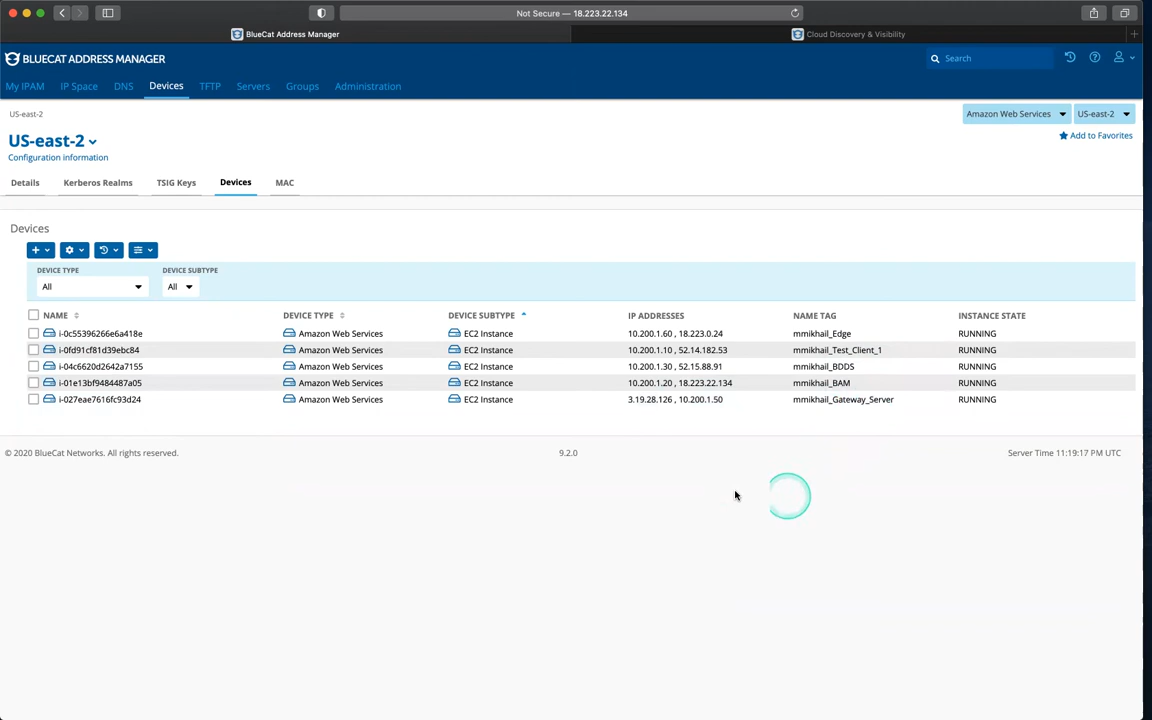 Not Secure — 18.223.22.134
BlueCat Address Manager
Cloud Discovery & Visibility
BLUECAT ADDRESS MANAGER
Search
My IPAM IP Space DNS Devices TFTP Servers Groups Administration
US-east-2
Amazon Web Services US-east-2
US-east-2
Add to Favorites
Configuration information
Details Kerberos Realms TSIG Keys Devices MAC
Devices
DEVICE TYPE DEVICE SUBTYPE
All All
NAME DEVICE TYPE DEVICE SUBTYPE IP ADDRESSES NAME TAG INSTANCE STATE
i-0c55396266e6a418e Amazon Web Services EC2 Instance 10.200.1.60 , 18.223.0.24 mmikhail_Edge RUNNING
i-0fd91cf81d39ebc84 Amazon Web Services EC2 Instance 10.200.1.10 , 52.14.182.53 mmikhail_Test_Client_1 RUNNING
i-04c6620d2642a7155 Amazon Web Services EC2 Instance 10.200.1.30 , 52.15.88.91 mmikhail_BDDS RUNNING
i-01e13bf9484487a05 Amazon Web Services EC2 Instance 10.200.1.20 , 18.223.22.134 mmikhail_BAM RUNNING
i-027eae7616fc93d24 Amazon Web Services EC2 Instance 3.19.28.126 , 10.200.1.50 mmikhail_Gateway_Server RUNNING
© 2020 BlueCat Networks. All rights reserved. 9.2.0 Server Time 11:19:17 PM UTC